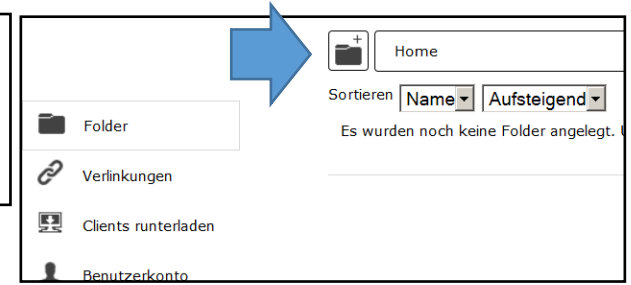 Home
Sortieren Name Aufsteigend
Es wurden noch keine Folder angelegt.
Folder
Verlinkungen
Clients runterladen
Benutzerkonto